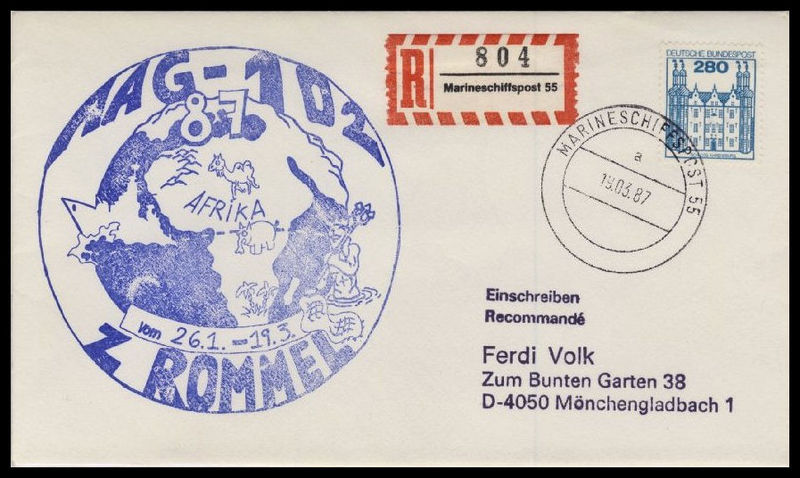 AAG-102
87
AFRIKA
vom 26.1. - 19.3.
Z ROMMEL
R
804
Marineschiffspost 55
DEUTSCHE BUNDESPOST
280
MARINESCHIFFSPOST 55
a
19.03.87
Einschreiben
Recommandé
Ferdi Volk
Zum Bunten Garten 38
D-4050 Mönchengladbach 1